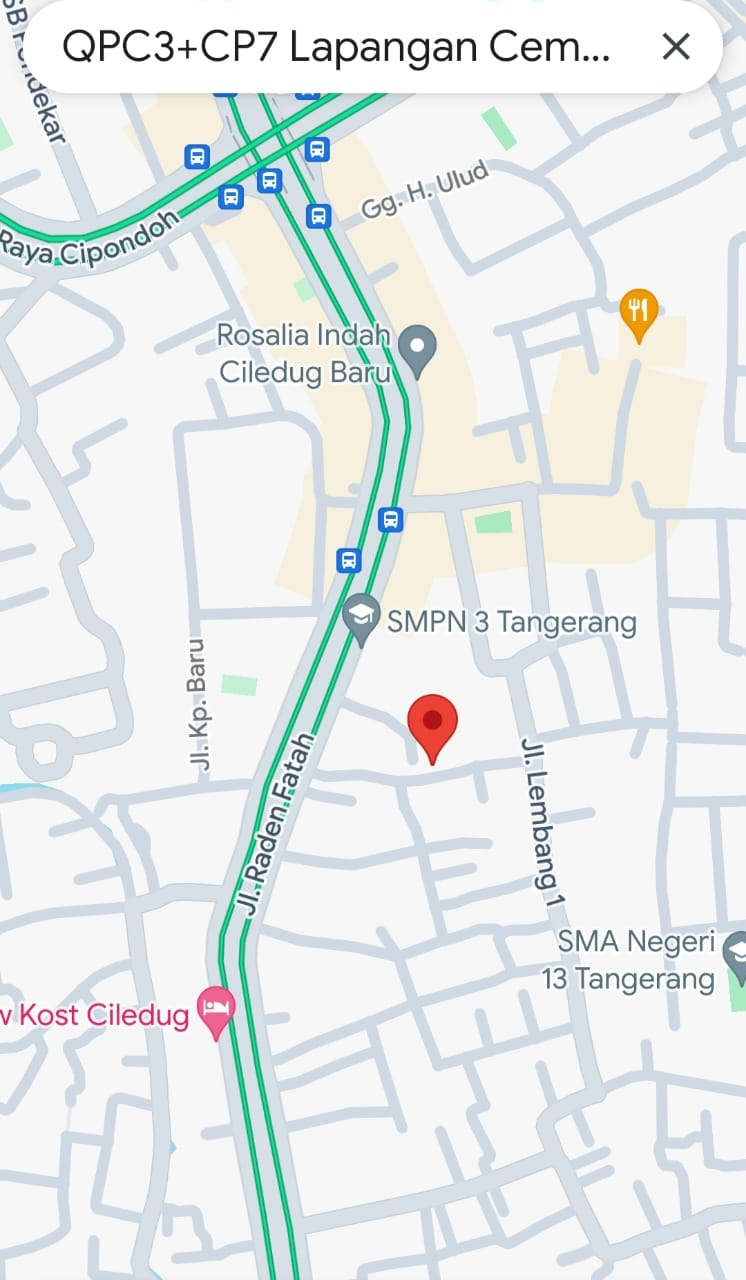 QPC3+CP7 Lapangan Cem...
Gg. H. Ulud
Raya Cipondoh
Rosalia Indah
Ciledug Baru
SMPN 3 Tangerang
Jl. Kp. Baru
Jl. Raden Fatah
Jl. Lembang 1
SMA Negeri
13 Tangerang
Kost Ciledug